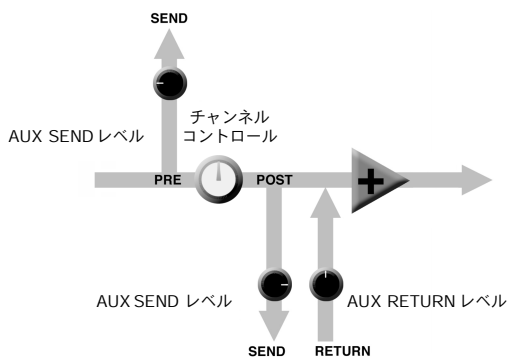 SEND
AUX SEND レベル
チャンネル
コントロール
PRE
POST
AUX SEND レベル
AUX RETURN レベル
SEND
RETURN